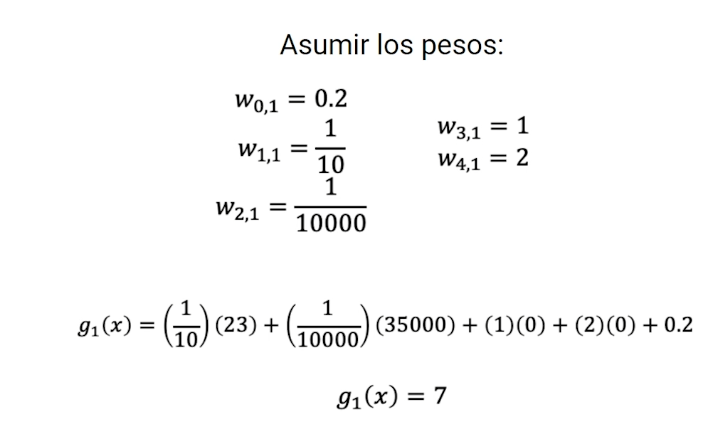 Asumir los pesos:
w₀,₁ = 0.2
w₁,₁ = 1/10
w₂,₁ = 1/10000
w₃,₁ = 1
w₄,₁ = 2
g₁(x) = (1/10)(23) + (1/10000)(35000) + (1)(0) + (2)(0) + 0.2
g₁(x) = 7